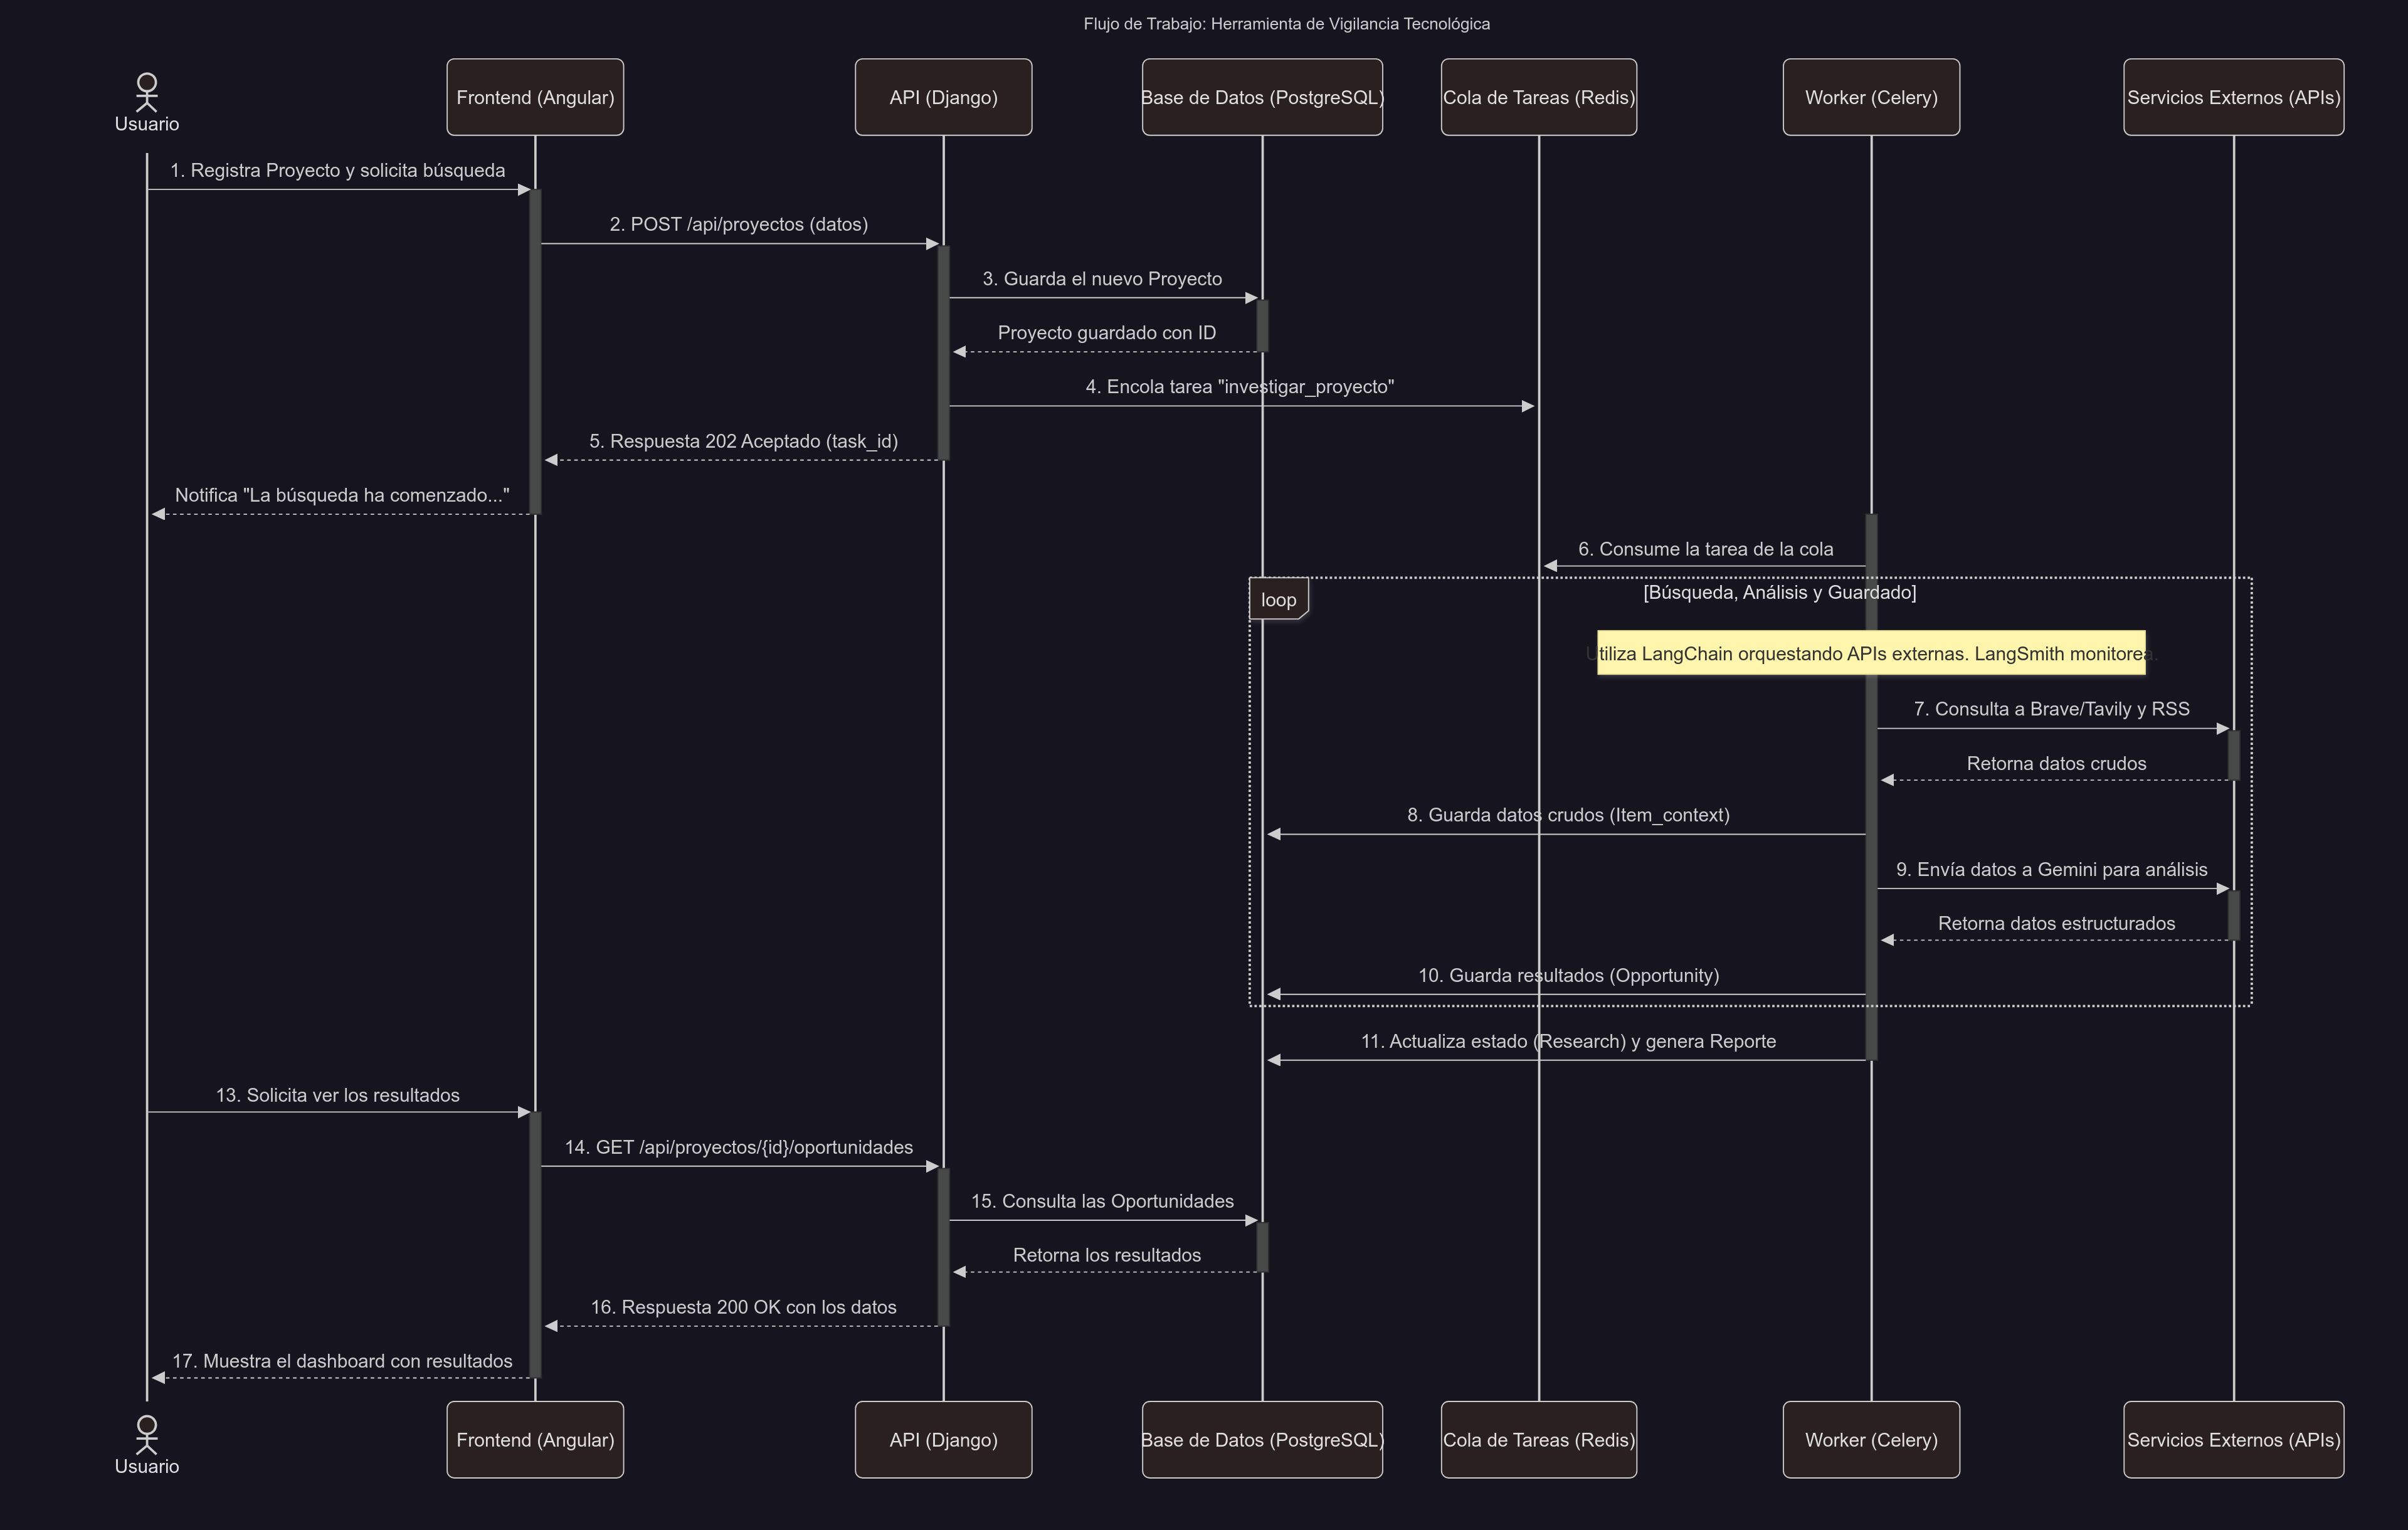 Flujo de Trabajo: Herramienta de Vigilancia Tecnológica
Usuario
Frontend (Angular)
API (Django)
Base de Datos (PostgreSQL)
Cola de Tareas (Redis)
Worker (Celery)
Servicios Externos (APIs)
1. Registra Proyecto y solicita búsqueda
2. POST /api/proyectos (datos)
3. Guarda el nuevo Proyecto
Proyecto guardado con ID
4. Encola tarea "investigar_proyecto"
5. Respuesta 202 Aceptado (task_id)
Notifica "La búsqueda ha comenzado..."
6. Consume la tarea de la cola
loop
[Búsqueda, Análisis y Guardado]
Utiliza LangChain orquestando APIs externas. LangSmith monitorea.
7. Consulta a Brave/Tavily y RSS
Retorna datos crudos
8. Guarda datos crudos (Item_context)
9. Envía datos a Gemini para análisis
Retorna datos estructurados
10. Guarda resultados (Opportunity)
11. Actualiza estado (Research) y genera Reporte
13. Solicita ver los resultados
14. GET /api/proyectos/{id}/oportunidades
15. Consulta las Oportunidades
Retorna los resultados
16. Respuesta 200 OK con los datos
17. Muestra el dashboard con resultados
Usuario
Frontend (Angular)
API (Django)
Base de Datos (PostgreSQL)
Cola de Tareas (Redis)
Worker (Celery)
Servicios Externos (APIs)